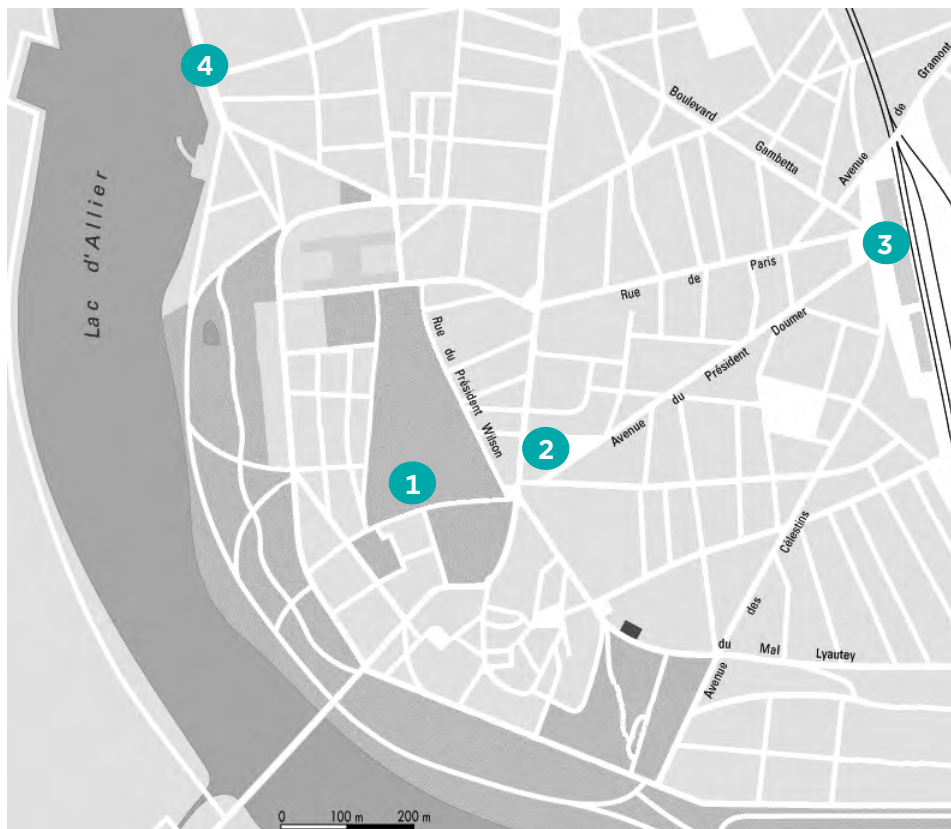 4
Boulevard
Gambetta
Avenue de Gramont
Lac d'Allier
3
Rue de Paris
Rue du Président Wilson
Avenue du Président Doumer
2
1
Avenue des Célestins
du Mal Lyautey
0 100 m 200 m